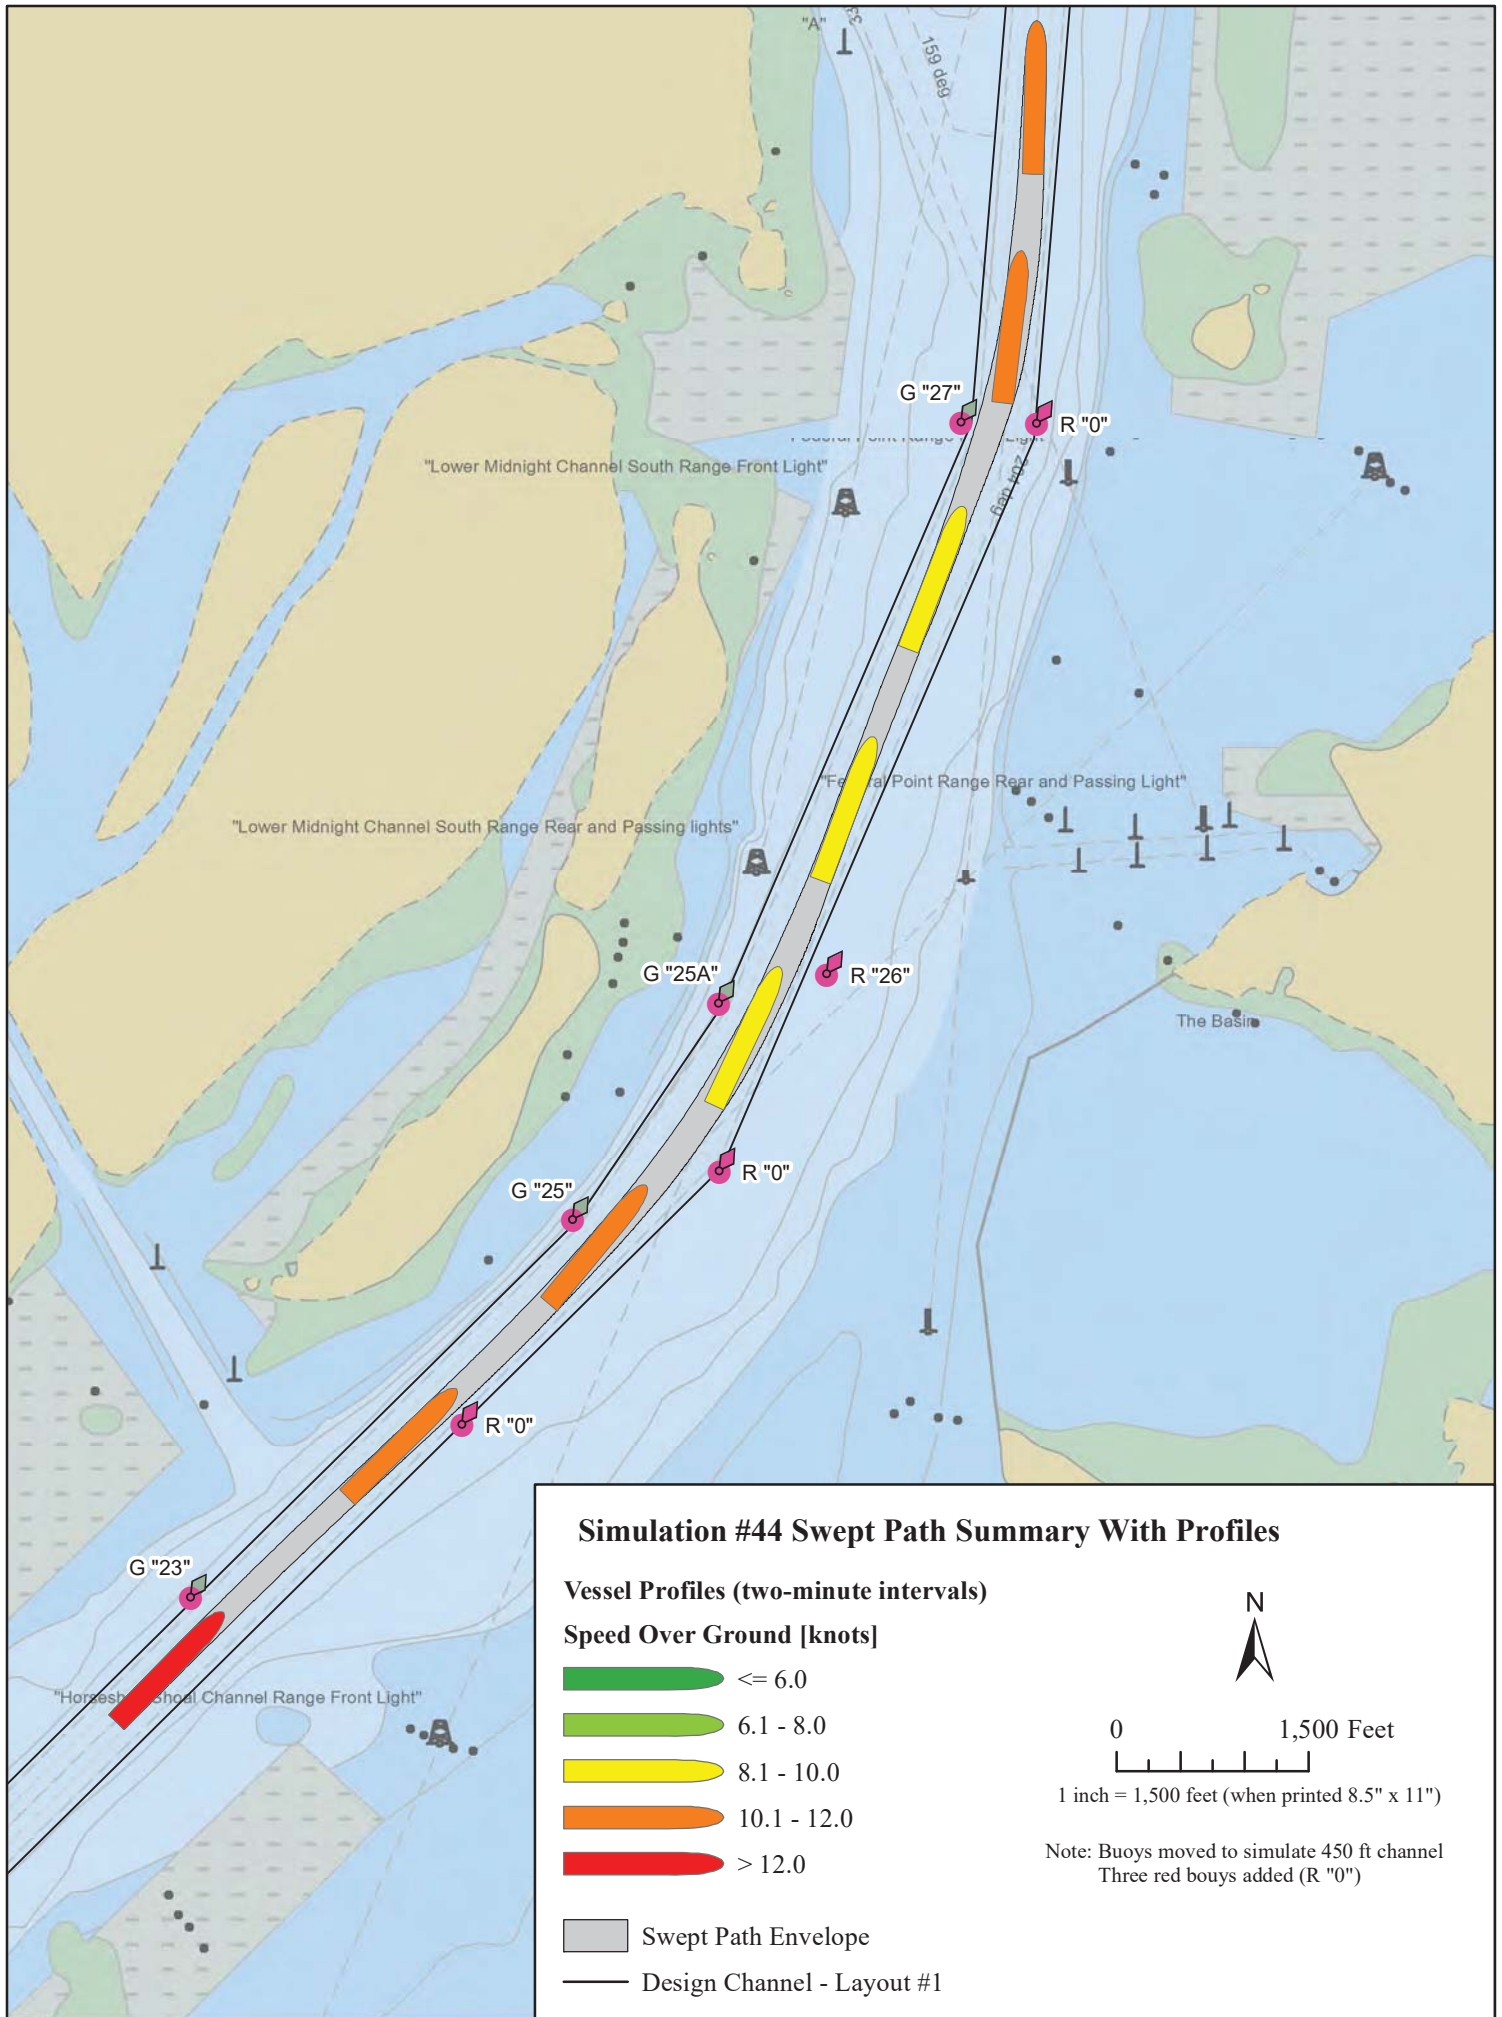 "A"
33
159 deg
G "27"
R "0"
204 deg
"Lower Midnight Channel South Range Front Light"
Point Range Light
Range Rear and Passing Light"
"Lower Midnight Channel South Range Rear and Passing lights"
G "25A"
R "26"
The Basin
R "0"
G "25"
R "0"
G "23"
Shoal Channel Range Front Light"
Simulation #44 Swept Path Summary With Profiles
Vessel Profiles (two-minute intervals)
Speed Over Ground [knots]
<= 6.0
6.1 - 8.0
8.1 - 10.0
10.1 - 12.0
> 12.0
Swept Path Envelope
Design Channel - Layout #1
N
0 1,500 Feet
1 inch = 1,500 feet (when printed 8.5" x 11")
Note: Buoys moved to simulate 450 ft channel
Three red bouys added (R "0")